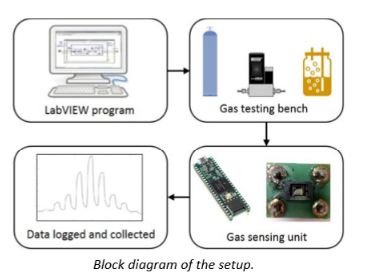 LabVIEW program
Gas testing bench
Data logged and collected
Gas sensing unit
Block diagram of the setup.